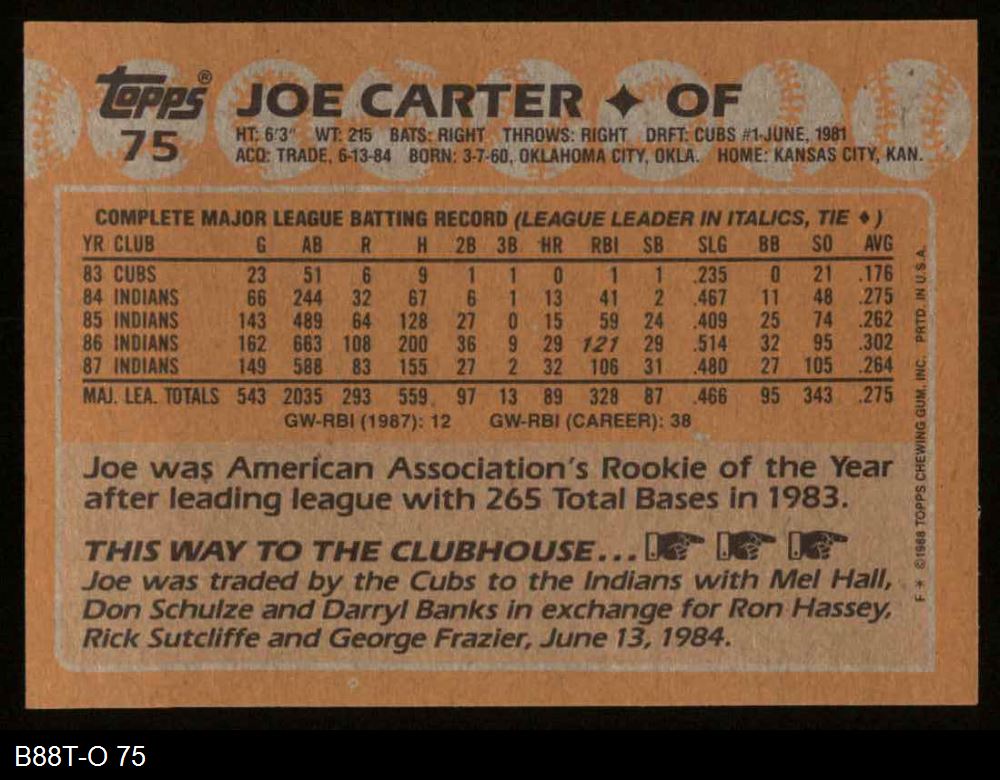 Topps® JOE CARTER ✦ OF
75
HT: 6'3" WT: 215 BATS: RIGHT THROWS: RIGHT DRFT: CUBS #1-JUNE, 1981
ACQ: TRADE, 6-13-84 BORN: 3-7-60, OKLAHOMA CITY, OKLA. HOME: KANSAS CITY, KAN.
COMPLETE MAJOR LEAGUE BATTING RECORD (LEAGUE LEADER IN ITALICS, TIE ♦)
YR CLUB G AB R H 2B 3B HR RBI SB SLG BB SO AVG
83 CUBS 23 51 6 9 1 1 0 1 1 .235 0 21 .176
84 INDIANS 66 244 32 67 6 1 13 41 2 .467 11 48 .275
85 INDIANS 143 489 64 128 27 0 15 59 24 .409 25 74 .262
86 INDIANS 162 663 108 200 36 9 29 121 29 .514 32 95 .302
87 INDIANS 149 588 83 155 27 2 32 106 31 .480 27 105 .264
MAJ. LEA. TOTALS 543 2035 293 559 97 13 89 328 87 .466 95 343 .275
GW-RBI (1987): 12 GW-RBI (CAREER): 38
Joe was American Association's Rookie of the Year
after leading league with 265 Total Bases in 1983.
THIS WAY TO THE CLUBHOUSE...
Joe was traded by the Cubs to the Indians with Mel Hall,
Don Schulze and Darryl Banks in exchange for Ron Hassey,
Rick Sutcliffe and George Frazier, June 13, 1984.
F * ©1988 TOPPS CHEWING GUM, INC. PRTD. IN U.S.A.
B88T-O 75